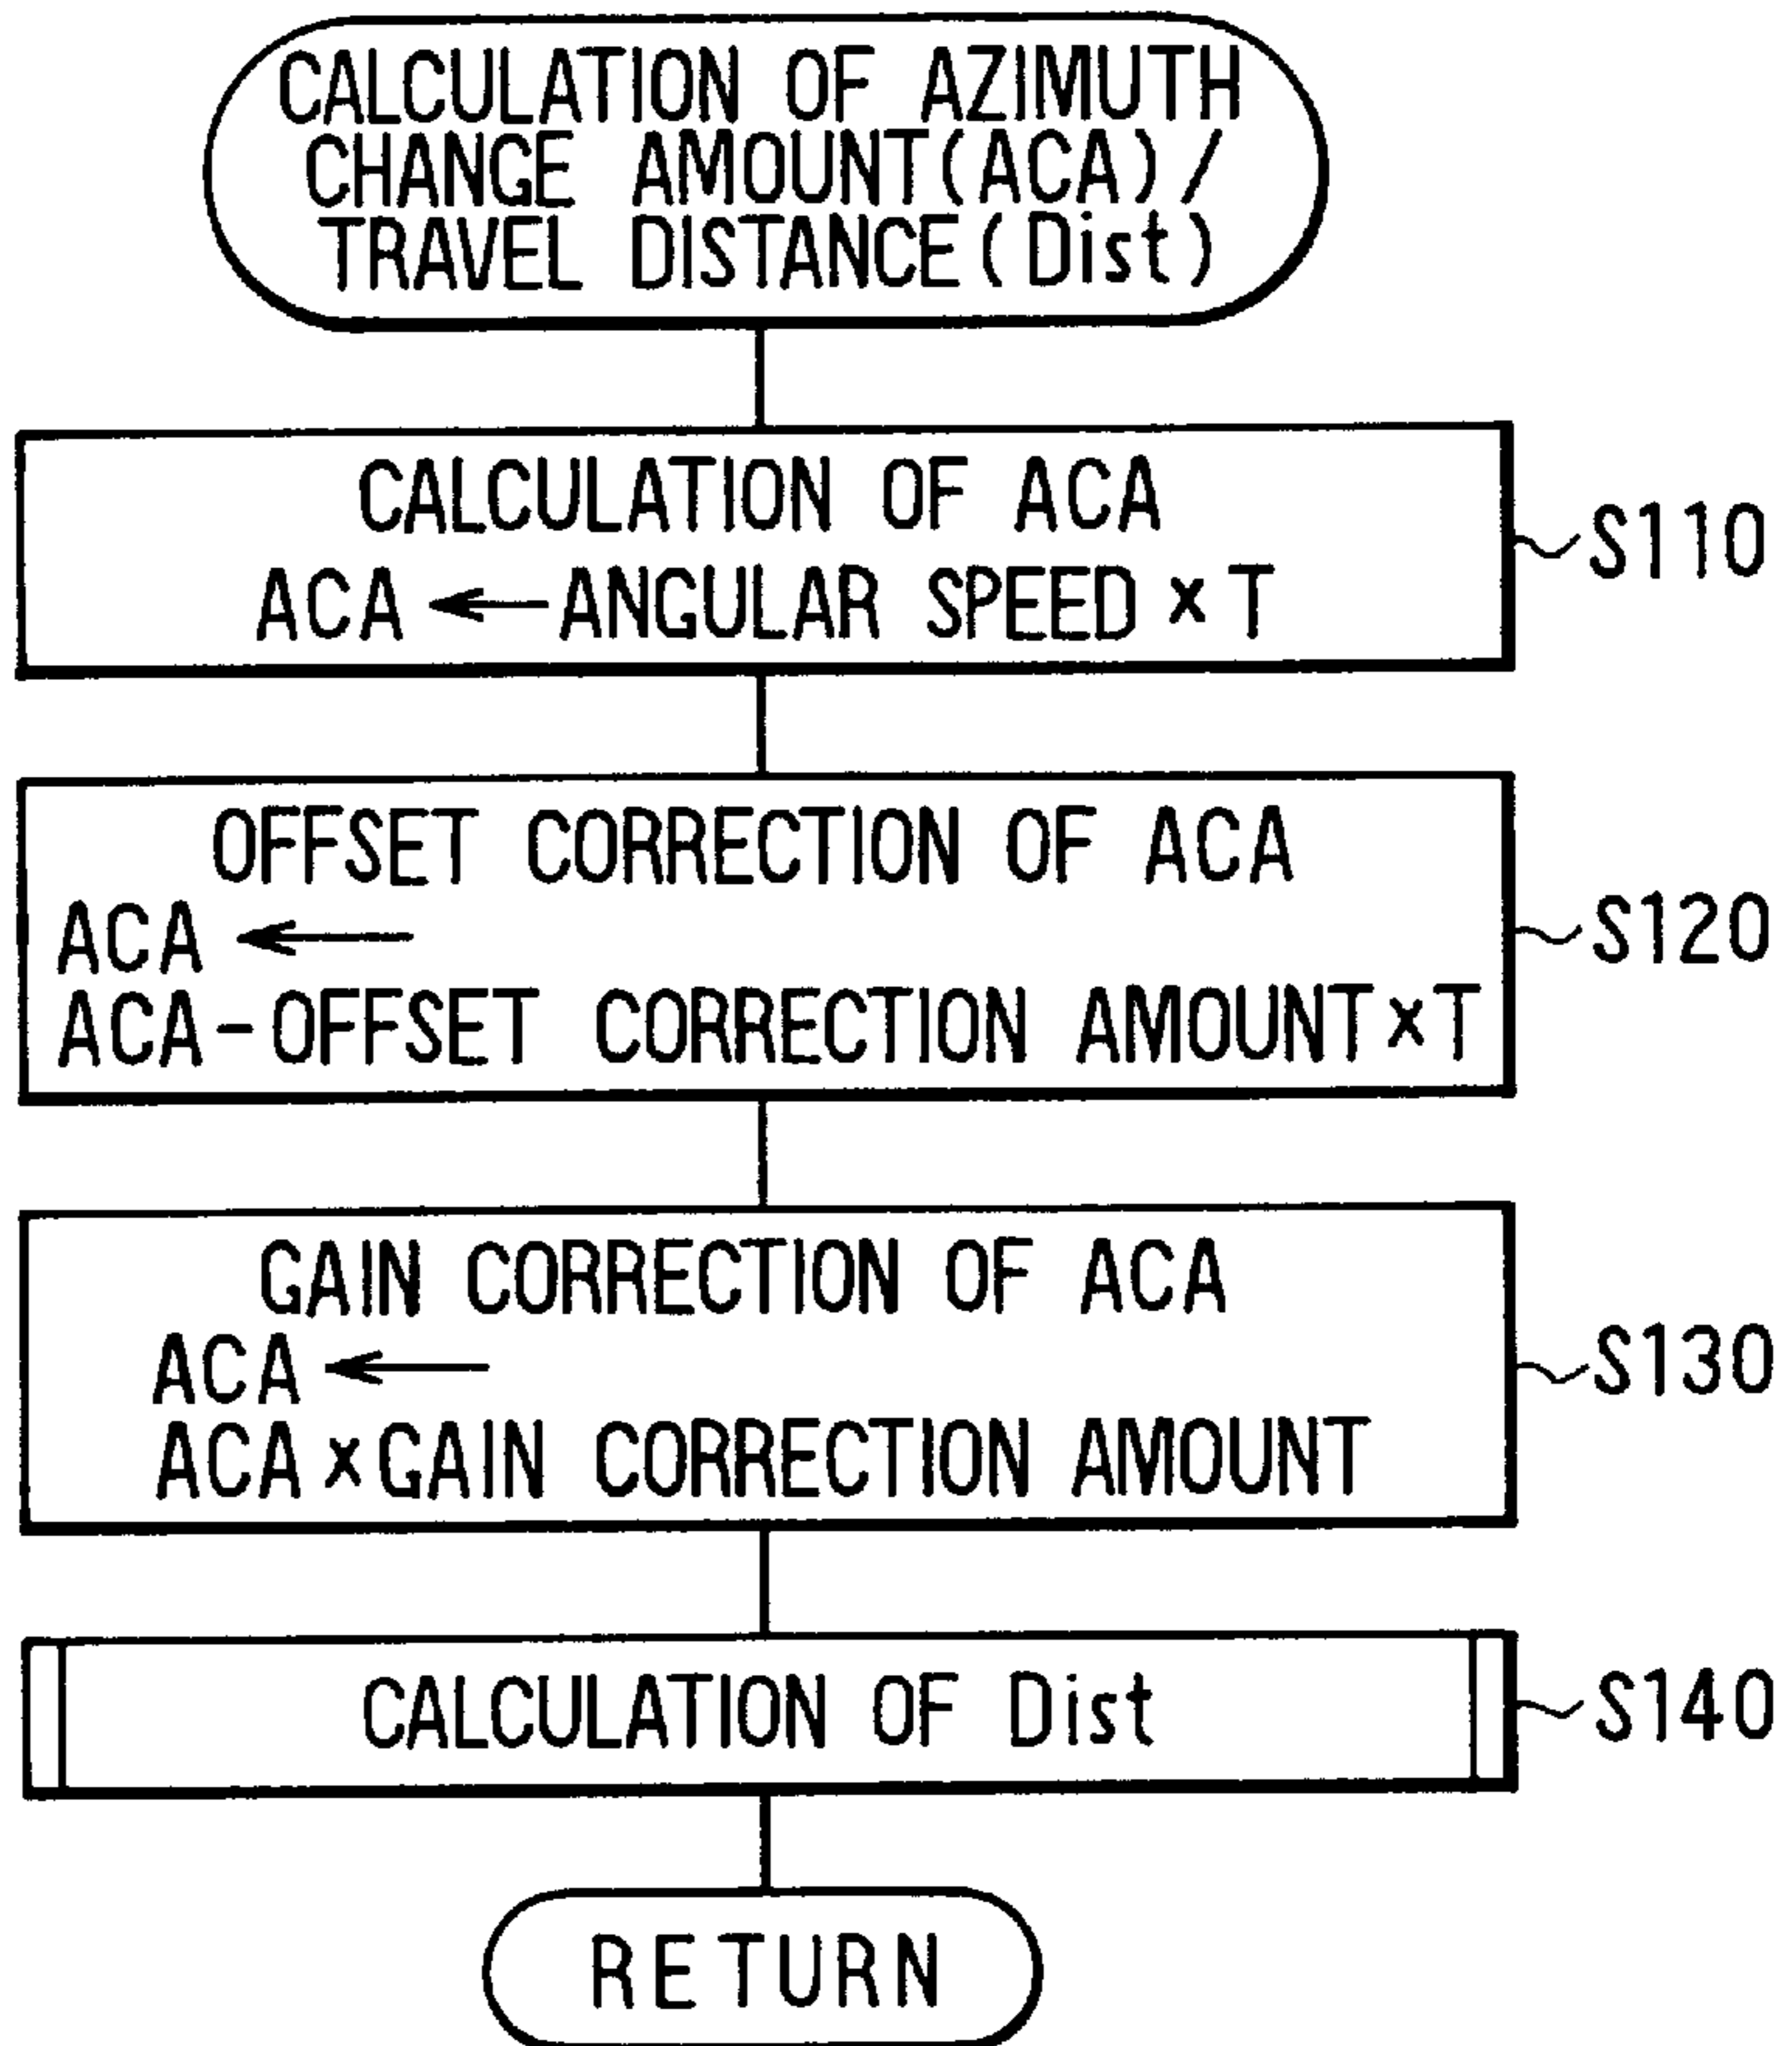 CALCULATION OF AZIMUTH
CHANGE AMOUNT(ACA)/
TRAVEL DISTANCE(Dist)
CALCULATION OF ACA
ACA ← ANGULAR SPEED × T
S110
OFFSET CORRECTION OF ACA
ACA ←
ACA-OFFSET CORRECTION AMOUNT×T
S120
GAIN CORRECTION OF ACA
ACA ←
ACA×GAIN CORRECTION AMOUNT
S130
CALCULATION OF Dist
S140
RETURN